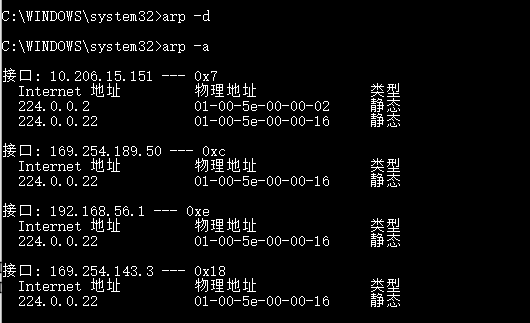 C:\WINDOWS\system32>arp -d
C:\WINDOWS\system32>arp -a
接口: 10.206.15.151 --- 0x7
Internet 地址 物理地址 类型
224.0.0.2 01-00-5e-00-00-02 静态
224.0.0.22 01-00-5e-00-00-16 静态
接口: 169.254.189.50 --- 0xc
Internet 地址 物理地址 类型
224.0.0.22 01-00-5e-00-00-16 静态
接口: 192.168.56.1 --- 0xe
Internet 地址 物理地址 类型
224.0.0.22 01-00-5e-00-00-16 静态
接口: 169.254.143.3 --- 0x18
Internet 地址 物理地址 类型
224.0.0.22 01-00-5e-00-00-16 静态